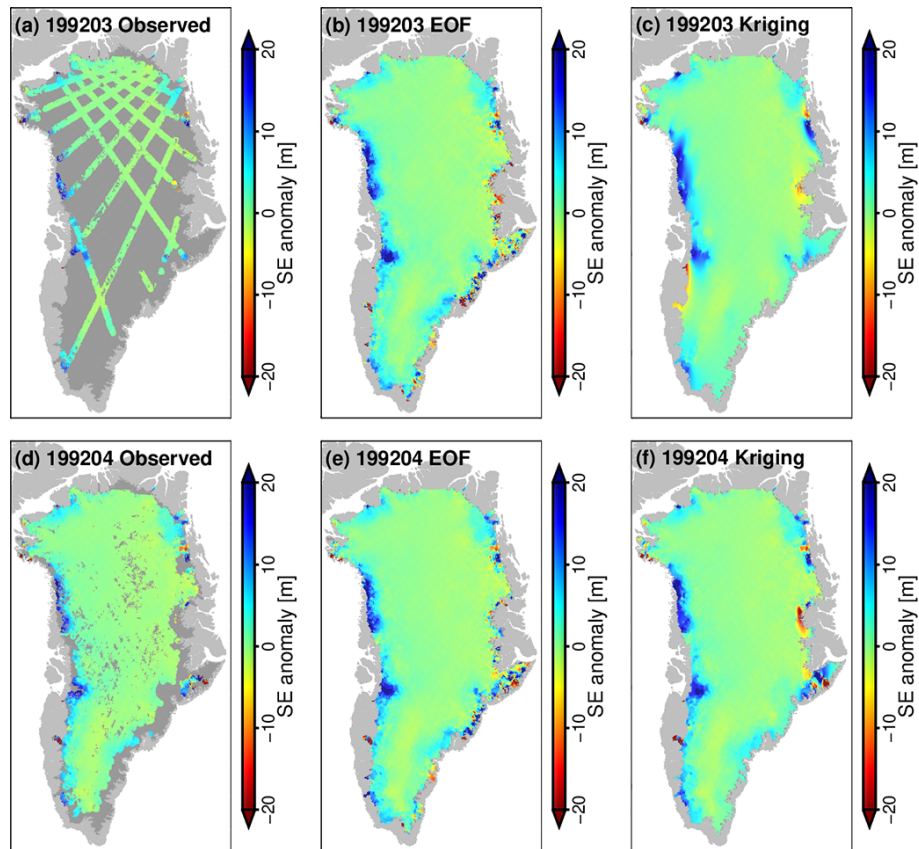 (a) 199203 Observed
20
10
0
−10
−20
SE anomaly [m]
(b) 199203 EOF
20
10
0
−10
−20
SE anomaly [m]
(c) 199203 Kriging
20
10
0
−10
−20
SE anomaly [m]
(d) 199204 Observed
20
10
0
−10
−20
SE anomaly [m]
(e) 199204 EOF
20
10
0
−10
−20
SE anomaly [m]
(f) 199204 Kriging
20
10
0
−10
−20
SE anomaly [m]